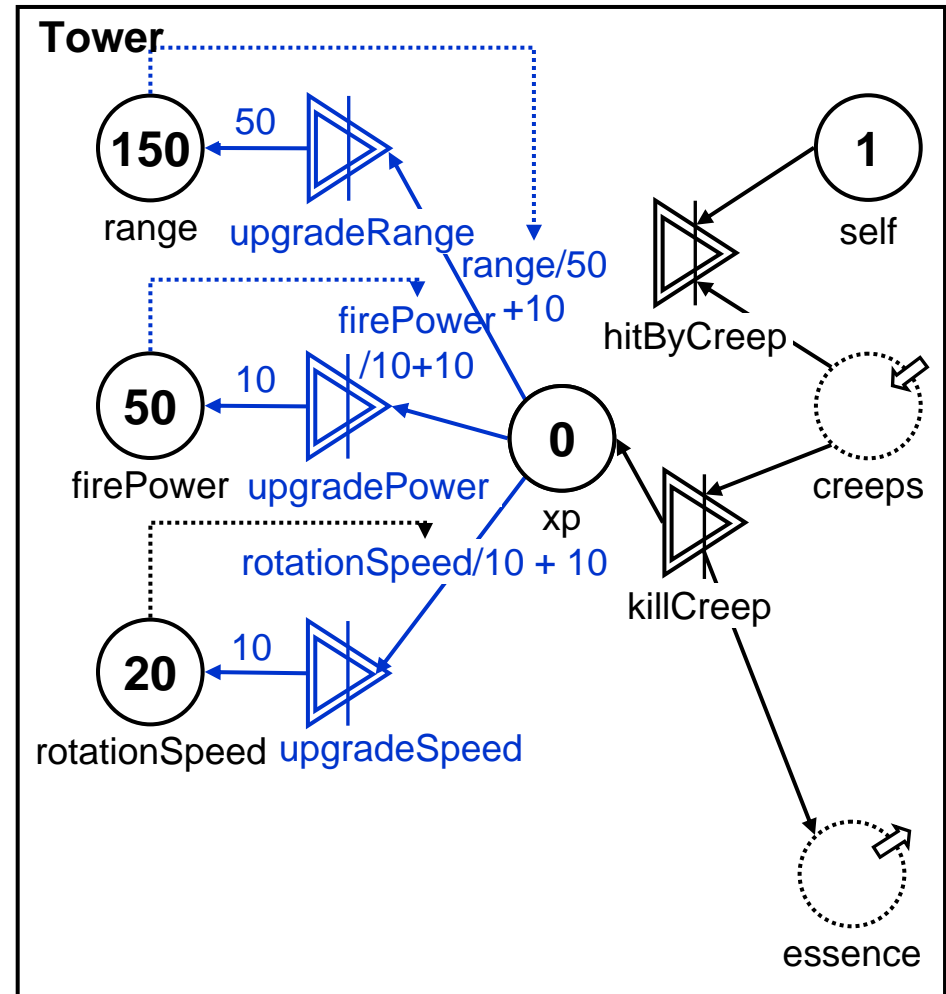 Tower
150
50
1
range
upgradeRange
self
range/50
+10
firePower
/10+10
hitByCreep
50
10
0
firePower
upgradePower
creeps
xp
rotationSpeed/10 + 10
killCreep
20
10
rotationSpeed
upgradeSpeed
essence